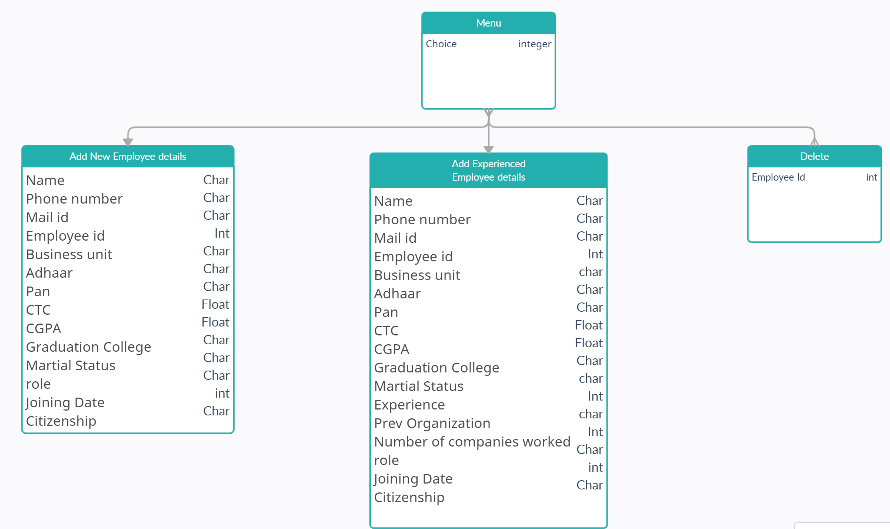 Menu
Choice integer
Add New Employee details
Name Char
Phone number Char
Mail id Char
Employee id Int
Business unit Char
Adhaar Char
Pan Char
CTC Float
CGPA Float
Graduation College Char
Martial Status Char
role Char
Joining Date int
Citizenship Char
Add Experienced
Employee details
Name Char
Phone number Char
Mail id Char
Employee id Int
Business unit char
Adhaar Char
Pan Char
CTC Float
CGPA Float
Graduation College Char
Martial Status char
Experience Int
Prev Organization char
Number of companies worked Int
role Char
Joining Date int
Citizenship Char
Delete
Employee Id int